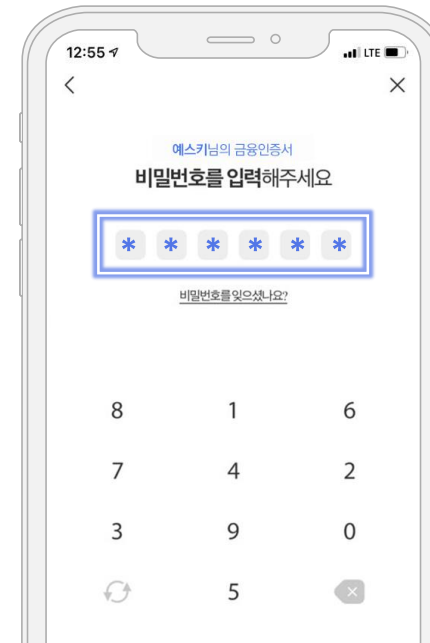 12:55 LTE
예스키님의 금융인증서
비밀번호를 입력해주세요
* * * * * *
비밀번호를 잊으셨나요?
8 1 6
7 4 2
3 9 0
5